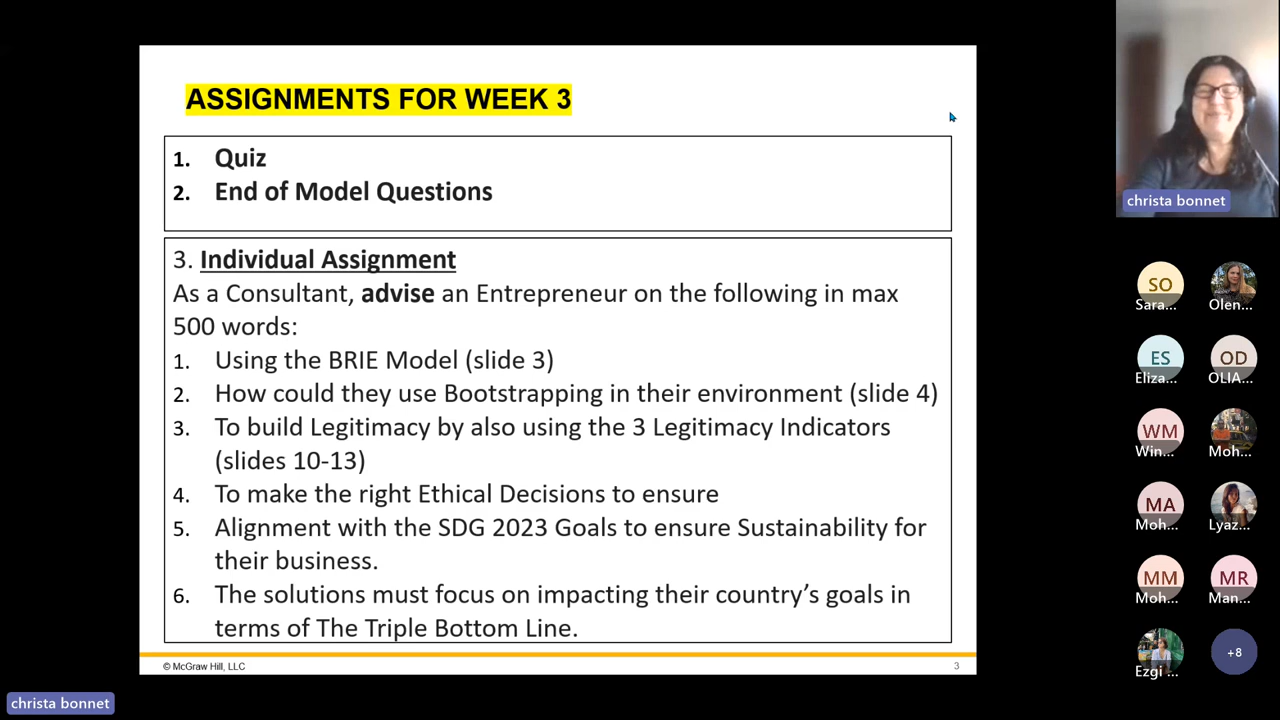 ASSIGNMENTS FOR WEEK 3
1. Quiz
2. End of Model Questions
3. Individual Assignment
As a Consultant, advise an Entrepreneur on the following in max
500 words:
1. Using the BRIE Model (slide 3)
2. How could they use Bootstrapping in their environment (slide 4)
3. To build Legitimacy by also using the 3 Legitimacy Indicators
(slides 10-13)
4. To make the right Ethical Decisions to ensure
5. Alignment with the SDG 2023 Goals to ensure Sustainability for
their business.
6. The solutions must focus on impacting their country’s goals in
terms of The Triple Bottom Line.
© McGraw Hill, LLC
3
christa bonnet
christa bonnet
SO
Sara...
Olen...
ES
Eliza...
OD
OLIA...
WM
Win...
Moh...
MA
Moh...
Lyaz...
MM
Moh...
MR
Man...
Ezgi ...
+8